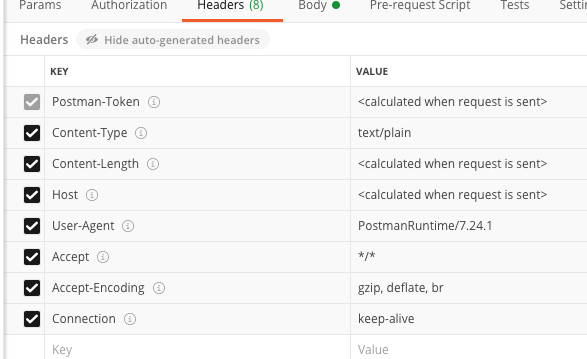 Params Authorization Headers (8) Body Pre-request Script Tests
Headers Hide auto-generated headers
KEY VALUE
Postman-Token <calculated when request is sent>
Content-Type text/plain
Content-Length <calculated when request is sent>
Host <calculated when request is sent>
User-Agent PostmanRuntime/7.24.1
Accept */*
Accept-Encoding gzip, deflate, br
Connection keep-alive
Key Value